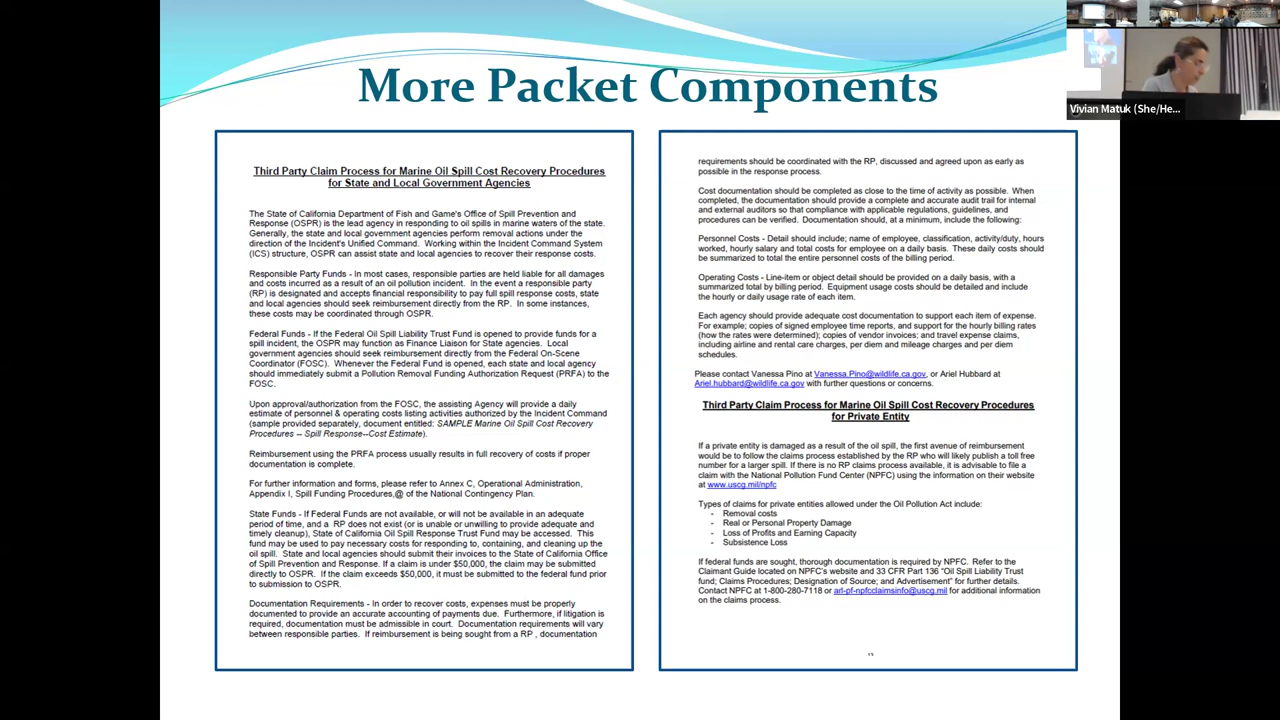 More Packet Components
Vivian Matuk (She/He...
Third Party Claim Process for Marine Oil Spill Cost Recovery Procedures
for State and Local Government Agencies
The State of California Department of Fish and Game's Office of Spill Prevention and
Response (OSPR) is the lead agency in responding to oil spills in marine waters of the state.
Generally, the state and local government agencies perform removal actions under the
direction of the Incident's Unified Command. Working within the Incident Command System
(ICS) structure, OSPR can assist state and local agencies to recover their response costs.
Responsible Party Funds - In most cases, responsible parties are held liable for all damages
and costs incurred as a result of an oil pollution incident. In the event a responsible party
(RP) is designated and accepts financial responsibility to pay full spill response costs, state
and local agencies should seek reimbursement directly from the RP. In some instances,
these costs may be coordinated through OSPR.
Federal Funds - If the Federal Oil Spill Liability Trust Fund is opened to provide funds for a
spill incident, the OSPR may function as Finance Liaison for State agencies. Local
government agencies should seek reimbursement directly from the Federal On-Scene
Coordinator (FOSC). Whenever the Federal Fund is opened, each state and local agency
should immediately submit a Pollution Removal Funding Authorization Request (PRFA) to the
FOSC.
Upon approval/authorization from the FOSC, the assisting Agency will provide a daily
estimate of personnel & operating costs listing activities authorized by the Incident Command
(sample provided separately, document entitled: SAMPLE Marine Oil Spill Cost Recovery
Procedures -- Spill Response--Cost Estimate).
Reimbursement using the PRFA process usually results in full recovery of costs if proper
documentation is complete.
For further information and forms, please refer to Annex C, Operational Administration,
Appendix I, Spill Funding Procedures,@ of the National Contingency Plan.
State Funds - If Federal Funds are not available, or will not be available in an adequate
period of time, and a RP does not exist (or is unable or unwilling to provide adequate and
timely cleanup), State of California Oil Spill Response Trust Fund may be accessed. This
fund may be used to pay necessary costs for responding to, containing, and cleaning up the
oil spill. State and local agencies should submit their invoices to the State of California Office
of Spill Prevention and Response. If a claim is under $50,000, the claim may be submitted
directly to OSPR. If the claim exceeds $50,000, it must be submitted to the federal fund prior
to submission to OSPR.
Documentation Requirements - In order to recover costs, expenses must be properly
documented to provide an accurate accounting of payments due. Furthermore, if litigation is
required, documentation must be admissible in court. Documentation requirements will vary
between responsible parties. If reimbursement is being sought from a RP , documentation
requirements should be coordinated with the RP, discussed and agreed upon as early as
possible in the response process.
Cost documentation should be completed as close to the time of activity as possible. When
completed, the documentation should provide a complete and accurate audit trail for internal
and external auditors so that compliance with applicable regulations, guidelines, and
procedures can be verified. Documentation should, at a minimum, include the following:
Personnel Costs - Detail should include; name of employee, classification, activity/duty, hours
worked, hourly salary and total costs for employee on a daily basis. These daily costs should
be summarized to total the entire personnel costs of the billing period.
Operating Costs - Line-item or object detail should be provided on a daily basis, with a
summarized total by billing period. Equipment usage costs should be detailed and include
the hourly or daily usage rate of each item.
Each agency should provide adequate cost documentation to support each item of expense.
For example; copies of signed employee time reports, and support for the hourly billing rates
(how the rates were determined); copies of vendor invoices; and travel expense claims,
including airline and rental care charges, per diem and mileage charges and per diem
schedules.
Please contact Vanessa Pino at Vanessa.Pino@wildlife.ca.gov, or Ariel Hubbard at
Ariel.hubbard@wildlife.ca.gov with further questions or concerns.
Third Party Claim Process for Marine Oil Spill Cost Recovery Procedures
for Private Entity
If a private entity is damaged as a result of the oil spill, the first avenue of reimbursement
would be to follow the claims process established by the RP who will likely publish a toll free
number for a larger spill. If there is no RP claims process available, it is advisable to file a
claim with the National Pollution Fund Center (NPFC) using the information on their website
at www.uscg.mil/npfc
Types of claims for private entities allowed under the Oil Pollution Act include:
- Removal costs
- Real or Personal Property Damage
- Loss of Profits and Earning Capacity
- Subsistence Loss
If federal funds are sought, thorough documentation is required by NPFC. Refer to the
Claimant Guide located on NPFC's website and 33 CFR Part 136 "Oil Spill Liability Trust
fund; Claims Procedures; Designation of Source; and Advertisement" for further details.
Contact NPFC at 1-800-280-7118 or arl-pf-npfcclaimsinfo@uscg.mil for additional information
on the claims process.